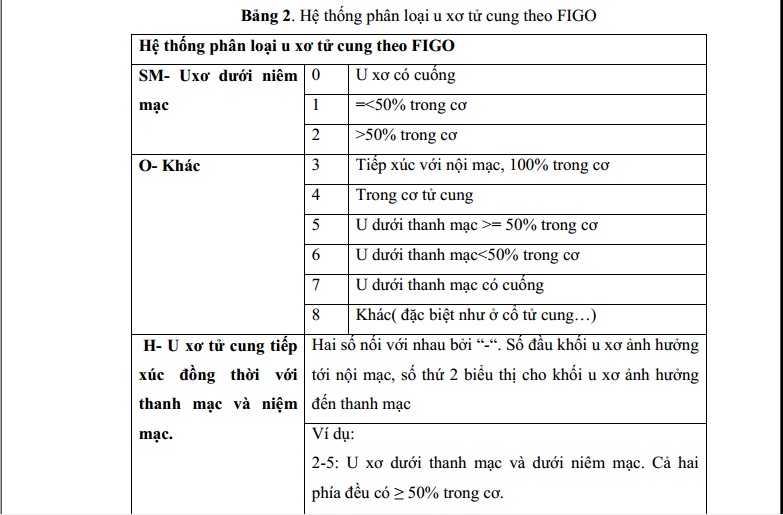 Bảng 2. Hệ thống phân loại u xơ tử cung theo FIGO
Hệ thống phân loại u xơ tử cung theo FIGO
SM- Uxơ dưới niêm mạc
0 U xơ có cuống
1 =<50% trong cơ
2 >50% trong cơ
O- Khác
3 Tiếp xúc với nội mạc, 100% trong cơ
4 Trong cơ tử cung
5 U dưới thanh mạc >= 50% trong cơ
6 U dưới thanh mạc<50% trong cơ
7 U dưới thanh mạc có cuống
8 Khác( đặc biệt như ở cổ tử cung…)
H- U xơ tử cung tiếp
xúc đồng thời với
thanh mạc và niệm
mạc.
Hai số nối với nhau bởi “-“. Số đầu khối u xơ ảnh hưởng
tới nội mạc, số thứ 2 biểu thị cho khối u xơ ảnh hưởng
đến thanh mạc
Ví dụ:
2-5: U xơ dưới thanh mạc và dưới niêm mạc. Cả hai
phía đều có ≥ 50% trong cơ.